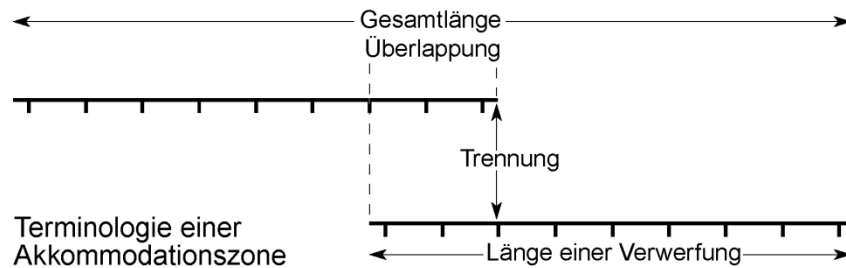 Gesamtlänge
Überlappung
Trennung
Terminologie einer
Akkommodationszone
Länge einer Verwerfung